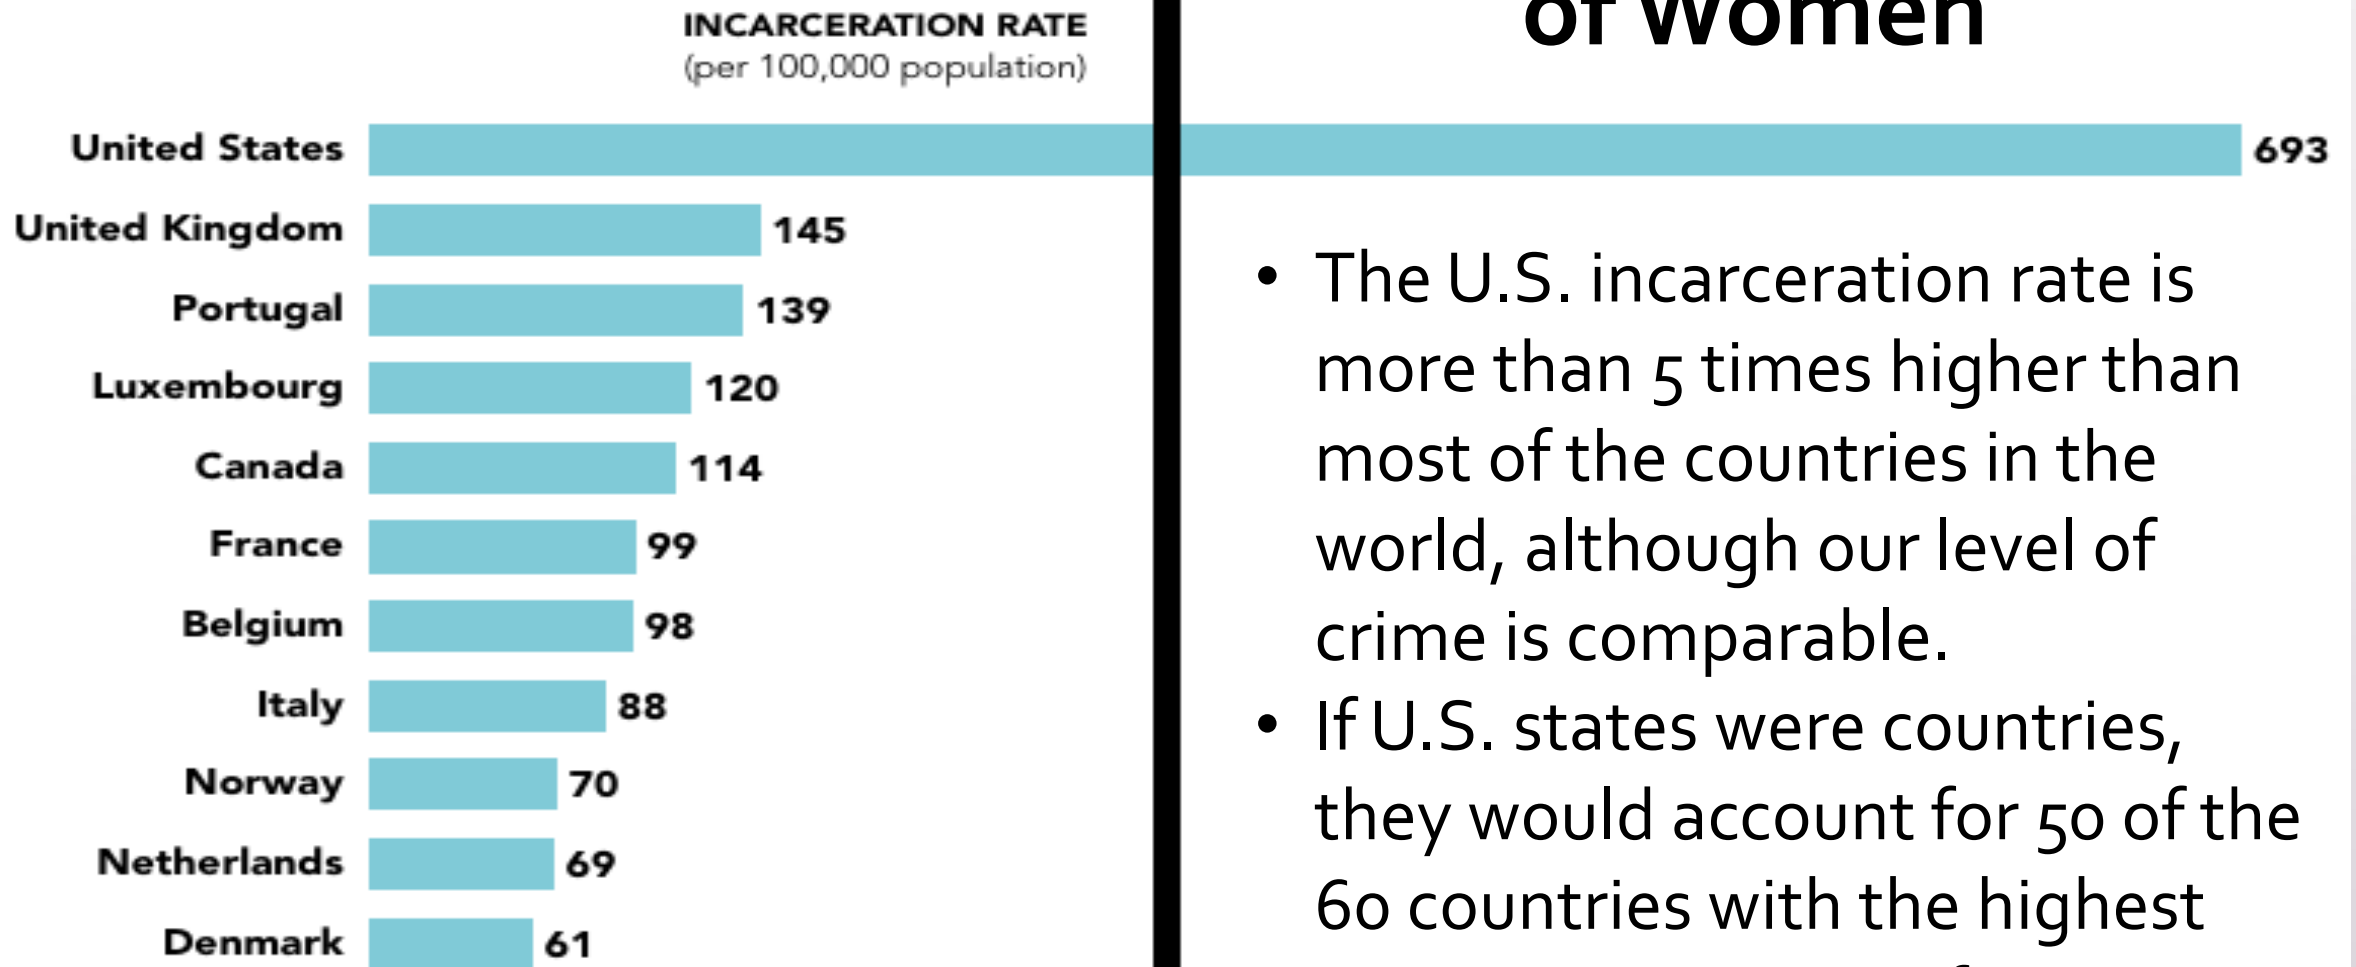 INCARCERATION RATE
(per 100,000 population)
United States 693
United Kingdom 145
Portugal 139
Luxembourg 120
Canada 114
France 99
Belgium 98
Italy 88
Norway 70
Netherlands 69
Denmark 61
of Women
• The U.S. incarceration rate is
more than 5 times higher than
most of the countries in the
world, although our level of
crime is comparable.
• If U.S. states were countries,
they would account for 50 of the
60 countries with the highest